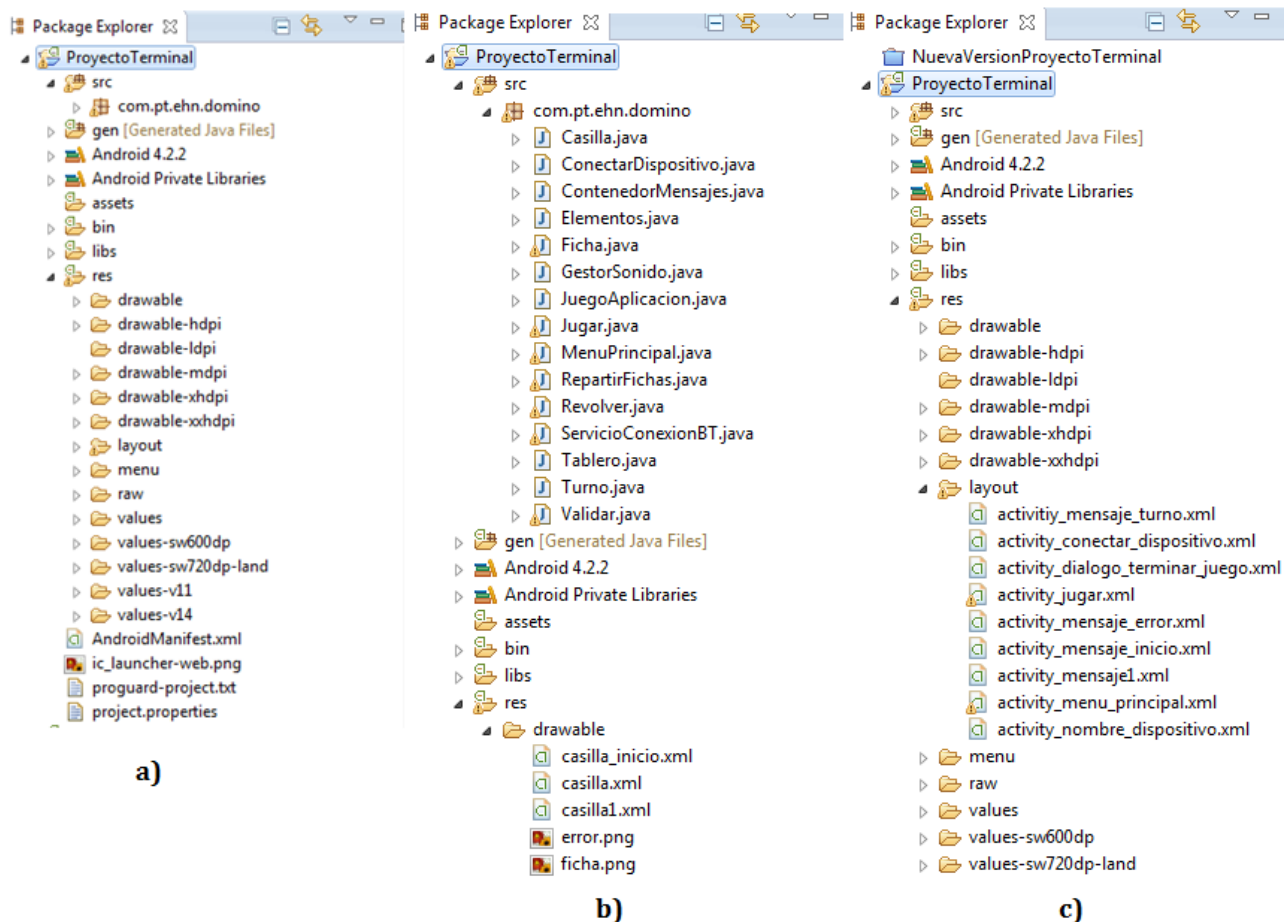 Package Explorer
ProyectoTerminal
src
com.pt.ehn.domino
gen [Generated Java Files]
Android 4.2.2
Android Private Libraries
assets
bin
libs
res
drawable
drawable-hdpi
drawable-ldpi
drawable-mdpi
drawable-xhdpi
drawable-xxhdpi
layout
menu
raw
values
values-sw600dp
values-sw720dp-land
values-v11
values-v14
AndroidManifest.xml
ic_launcher-web.png
proguard-project.txt
project.properties
a)
Package Explorer
ProyectoTerminal
src
com.pt.ehn.domino
Casilla.java
ConectarDispositivo.java
ContenedorMensajes.java
Elementos.java
Ficha.java
GestorSonido.java
JuegoAplicacion.java
Jugar.java
MenuPrincipal.java
RepartirFichas.java
Revolver.java
ServicioConexionBT.java
Tablero.java
Turno.java
Validar.java
gen [Generated Java Files]
Android 4.2.2
Android Private Libraries
assets
bin
libs
res
drawable
casilla_inicio.xml
casilla.xml
casilla1.xml
error.png
ficha.png
b)
Package Explorer
NuevaVersionProyectoTerminal
ProyectoTerminal
src
gen [Generated Java Files]
Android 4.2.2
Android Private Libraries
assets
bin
libs
res
drawable
drawable-hdpi
drawable-ldpi
drawable-mdpi
drawable-xhdpi
drawable-xxhdpi
layout
activitiy_mensaje_turno.xml
activity_conectar_dispositivo.xml
activity_dialogo_terminar_juego.xml
activity_jugar.xml
activity_mensaje_error.xml
activity_mensaje_inicio.xml
activity_mensaje1.xml
activity_menu_principal.xml
activity_nombre_dispositivo.xml
menu
raw
values
values-sw600dp
values-sw720dp-land
c)